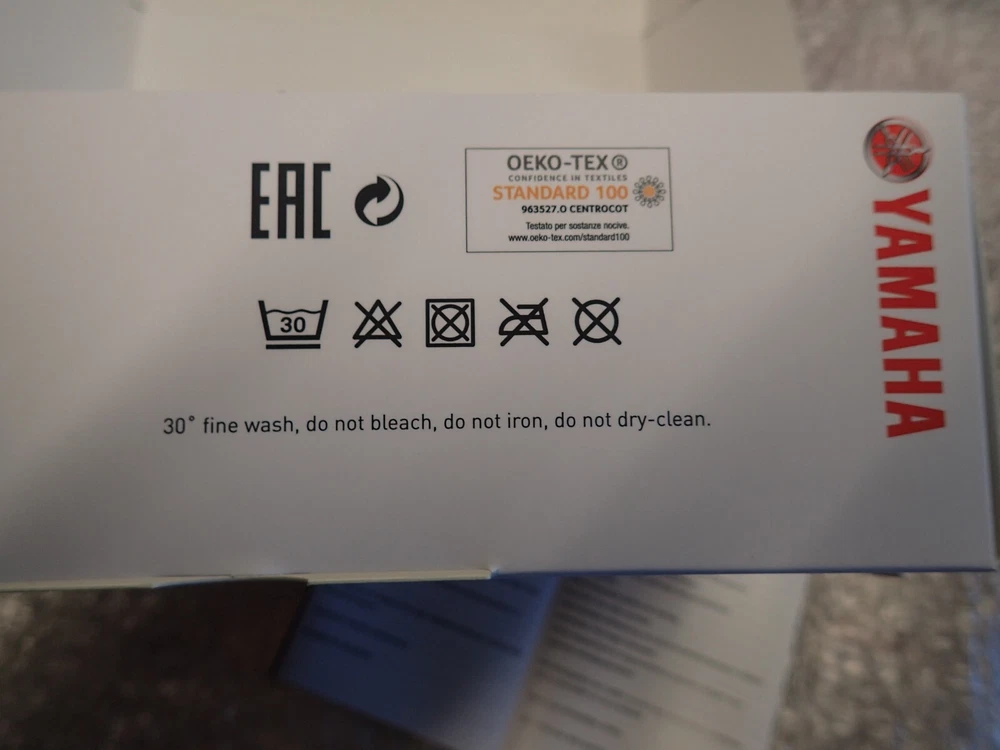 EAC
OEKO-TEX®
CONFIDENCE IN TEXTILES
STANDARD 100
963527.O CENTROCOT
Testato per sostanze nocive.
www.oeko-tex.com/standard100
YAMAHA
30
30° fine wash, do not bleach, do not iron, do not dry-clean.